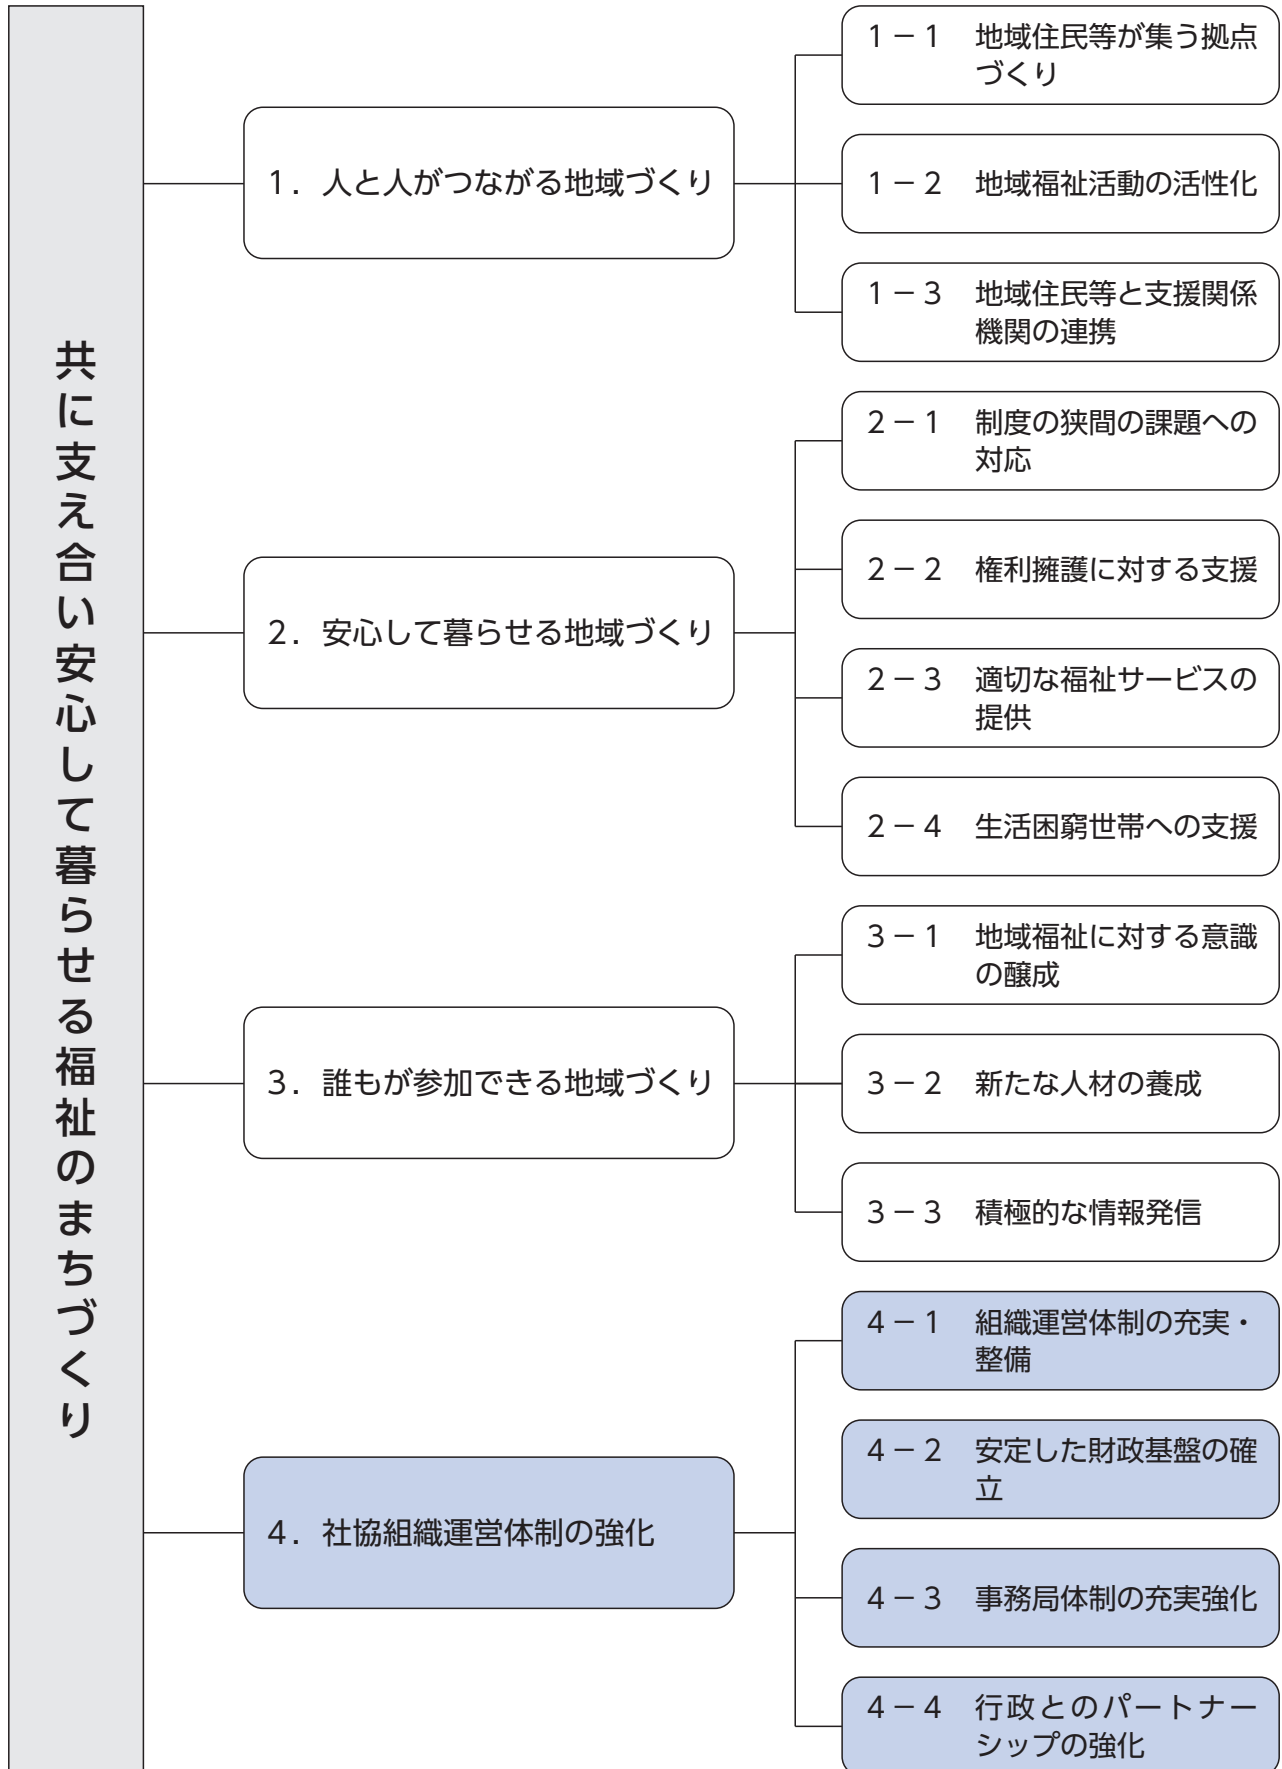 共に支え合い安心して暮らせる福祉のまちづくり
1．人と人がつながる地域づくり
1－1　地域住民等が集う拠点
づくり
1－2　地域福祉活動の活性化
1－3　地域住民等と支援関係
機関の連携
2．安心して暮らせる地域づくり
2－1　制度の狭間の課題への
対応
2－2　権利擁護に対する支援
2－3　適切な福祉サービスの
提供
2－4　生活困窮世帯への支援
3．誰もが参加できる地域づくり
3－1　地域福祉に対する意識
の醸成
3－2　新たな人材の養成
3－3　積極的な情報発信
4．社協組織運営体制の強化
4－1　組織運営体制の充実・
整備
4－2　安定した財政基盤の確
立
4－3　事務局体制の充実強化
4－4　行政とのパートナー
シップの強化